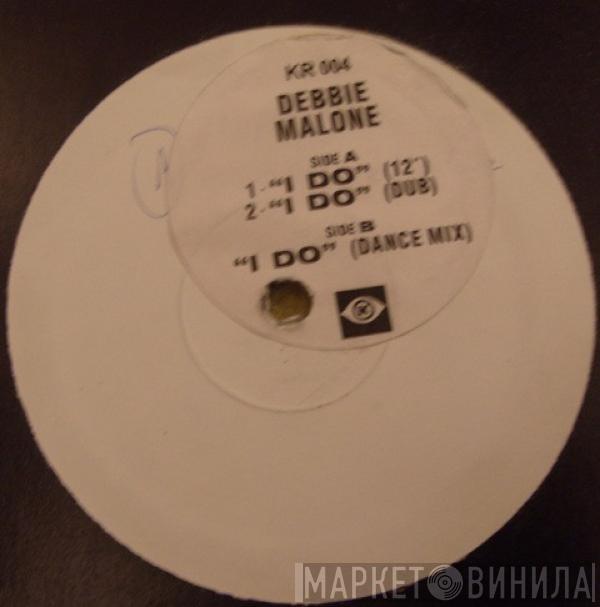 KR 004
DEBBIE
MALONE
SIDE A
1-"I DO" (12")
2-"I DO" (DUB)
SIDE B
"I DO" (DANCE MIX)
МАРКЕТ ВИНИЛА